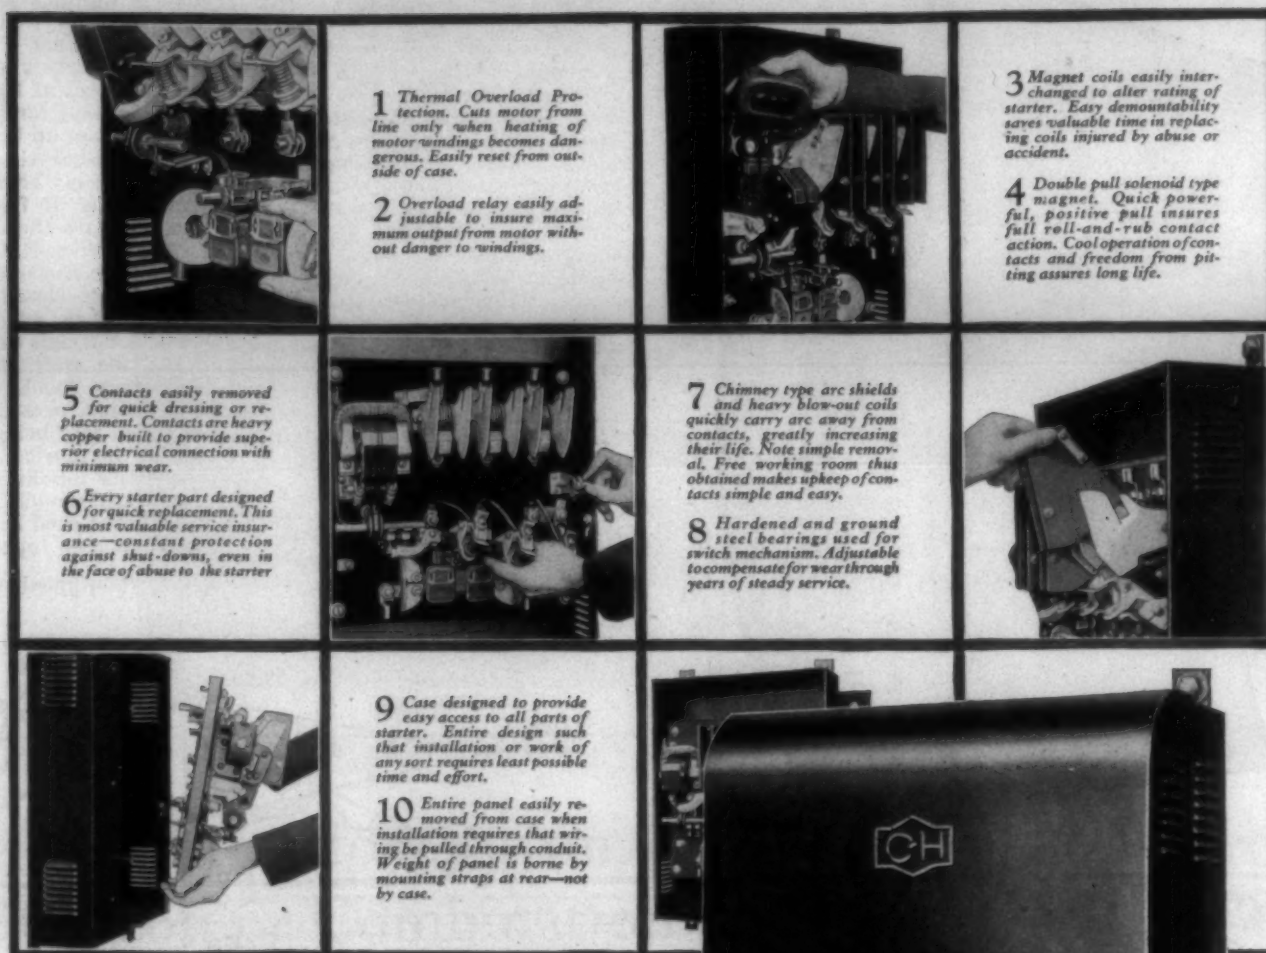 1 Thermal Overload Pro-
tection. Cuts motor from
line only when heating of
motor windings becomes dan-
gerous. Easily reset from out-
side of case.
2 Overload relay easily ad-
justable to insure maxi-
mum output from motor with-
out danger to windings.
3 Magnet coils easily inter-
changed to alter rating of
starter. Easy demountability
saves valuable time in replac-
ing coils injured by abuse or
accident.
4 Double pull solenoid type
magnet. Quick power-
ful, positive pull insures
full roll-and-rub contact
action. Cool operation of con-
tacts and freedom from pit-
ting assures long life.
5 Contacts easily removed
for quick dressing or re-
placement. Contacts are heavy
copper built to provide supe-
rior electrical connection with
minimum wear.
6 Every starter part designed
for quick replacement. This
is most valuable service insur-
ance—constant protection
against shut-downs, even in
the face of abuse to the starter
7 Chimney type arc shields
and heavy blow-out coils
quickly carry arc away from
contacts, greatly increasing
their life. Note simple remov-
al. Free working room thus
obtained makes upkeep of con-
tacts simple and easy.
8 Hardened and ground
steel bearings used for
switch mechanism. Adjustable
to compensate for wear through
years of steady service.
9 Case designed to provide
easy access to all parts of
starter. Entire design such
that installation or work of
any sort requires least possible
time and effort.
10 Entire panel easily re-
moved from case when
installation requires that wir-
ing be pulled through conduit.
Weight of panel is borne by
mounting straps at rear—not
by case.
CH